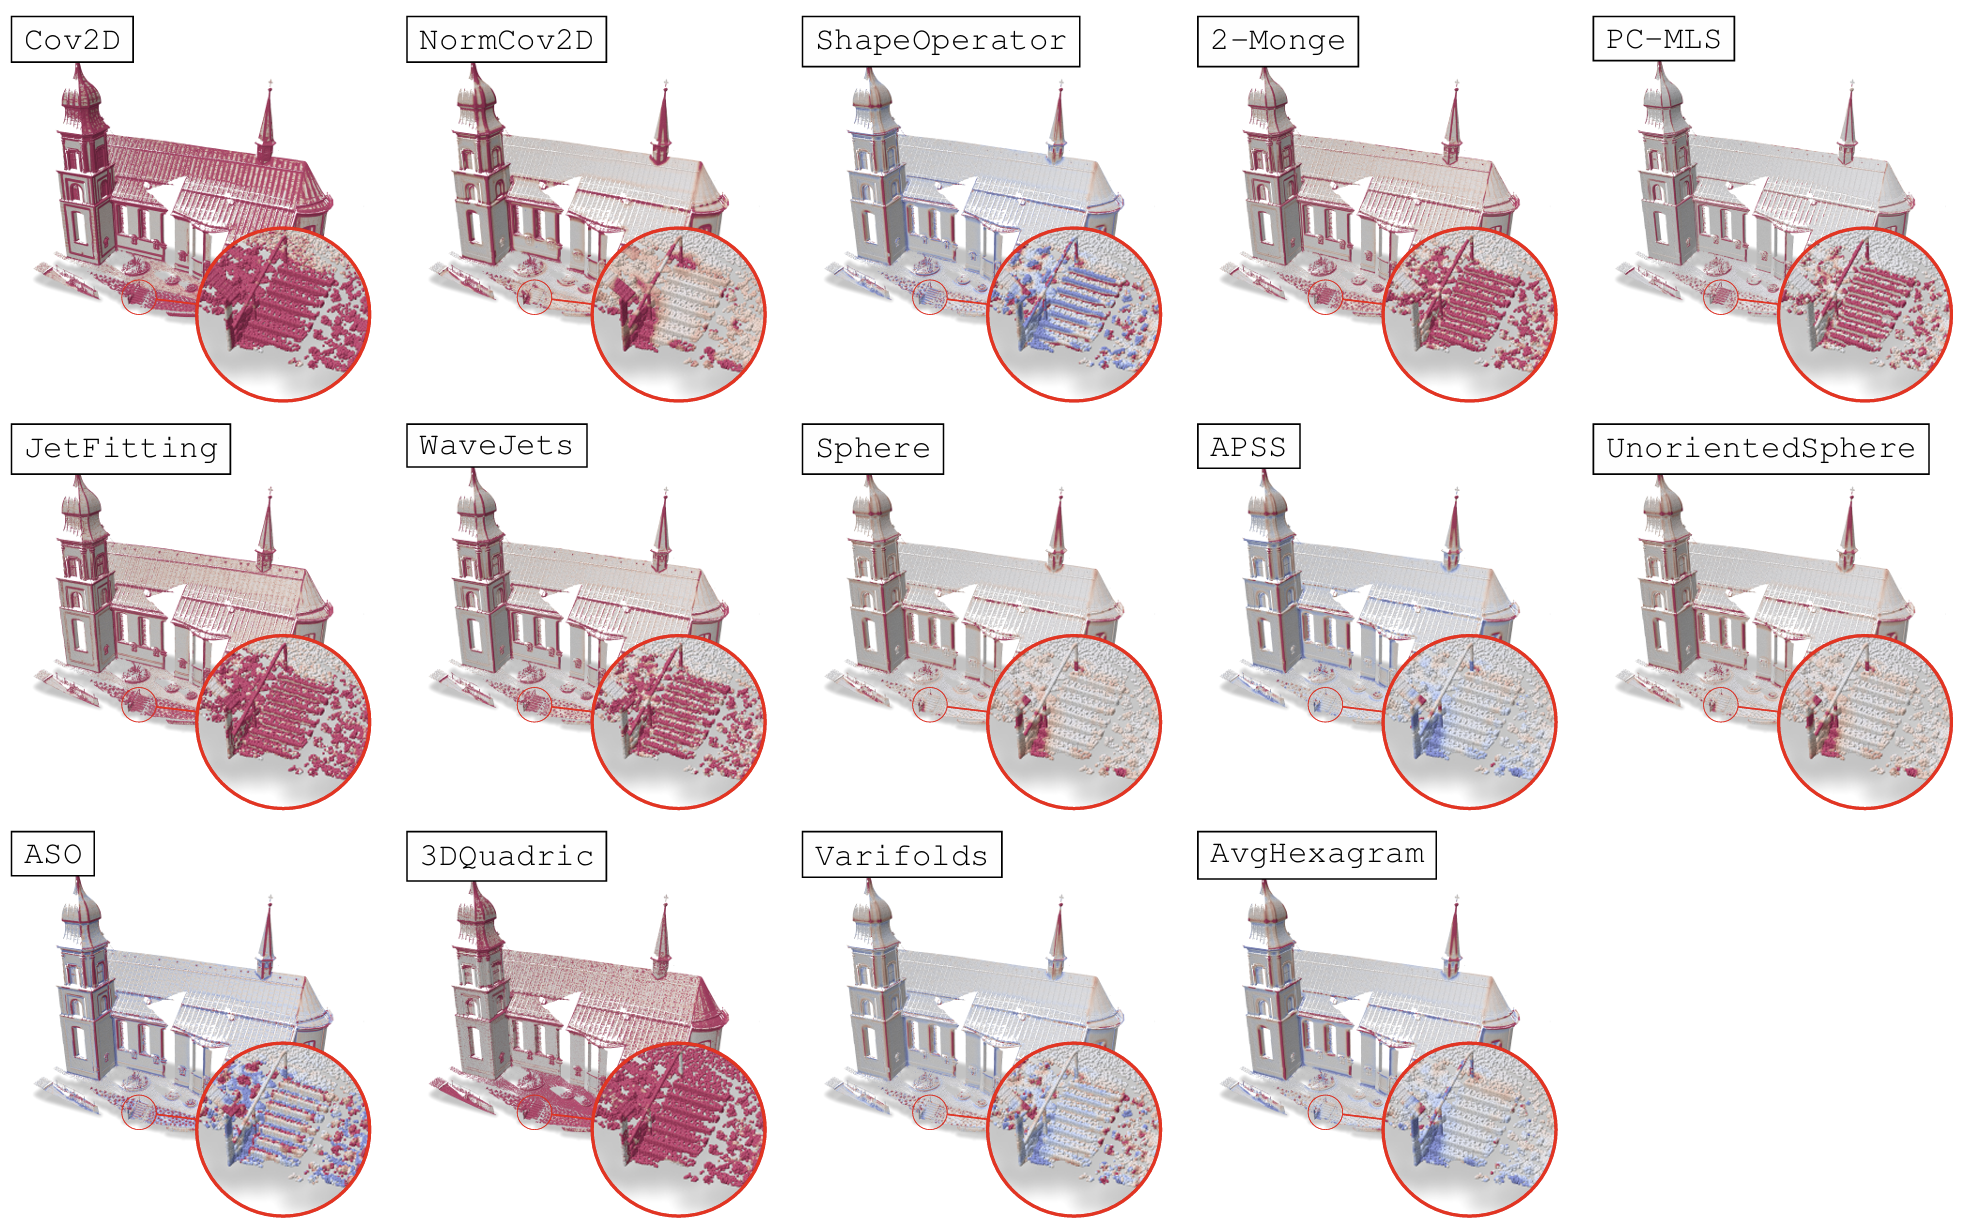 Cov2D
NormCov2D
ShapeOperator
2-Monge
PC-MLS
JetFitting
WaveJets
Sphere
APSS
UnorientedSphere
ASO
3DQuadric
Varifolds
AvgHexagram